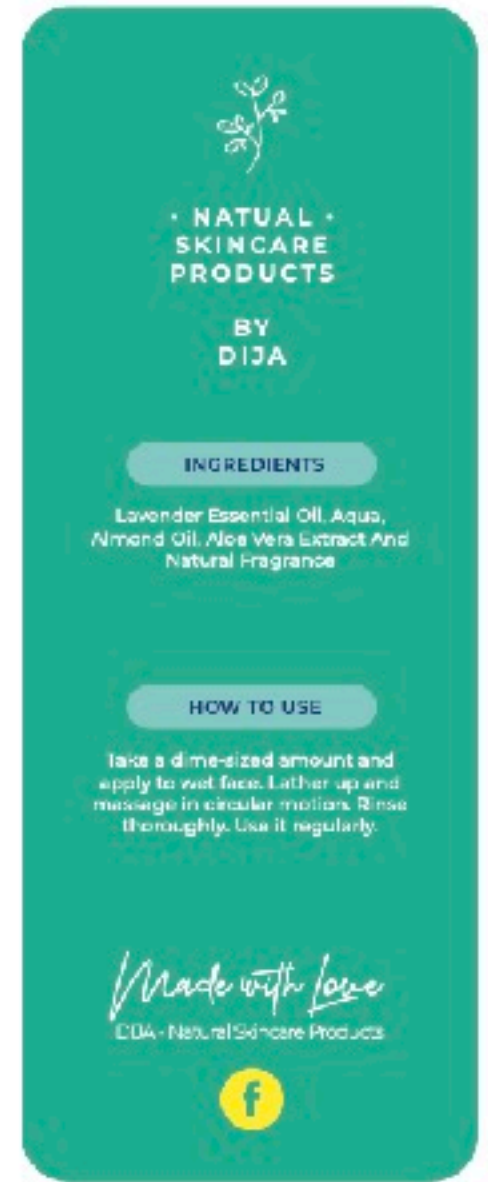 • NATUAL •
SKINCARE
PRODUCTS
BY
DIJA
INGREDIENTS
Lavender Essential Oil, Aqua,
Almond Oil, Aloe Vera Extract And
Natural Fragrance
HOW TO USE
Take a dime-sized amount and
apply to wet face. Lather up and
massage in circular motion. Rinse
thoroughly. Use it regularly.
Made with Love
- Natural Skincare Products
f